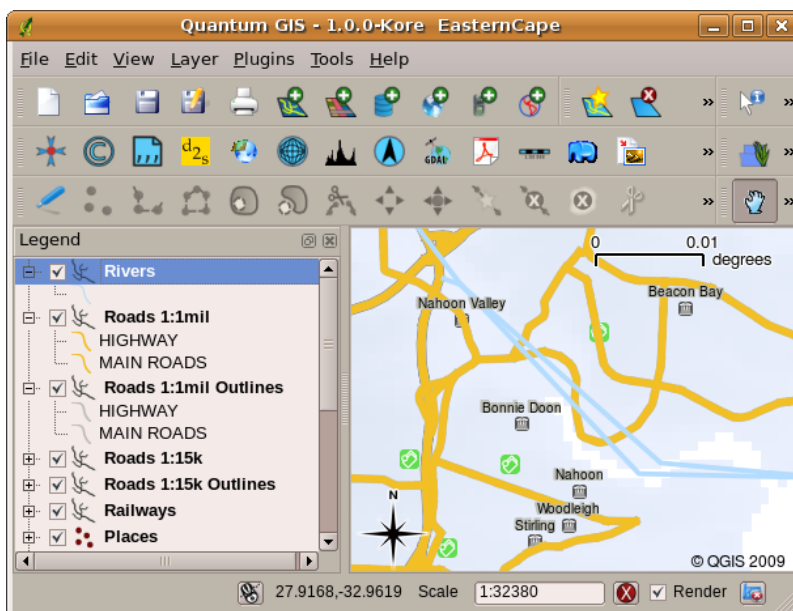 Quantum GIS - 1.0.0-Kore EasternCape
File Edit View Layer Plugins Tools Help
d2s
GDAL
Legend
Rivers
Roads 1:1mil
HIGHWAY
MAIN ROADS
Roads 1:1mil Outlines
HIGHWAY
MAIN ROADS
Roads 1:15k
Roads 1:15k Outlines
Railways
Places
0 0.01
degrees
Nahoon Valley
Beacon Bay
Bonnie Doon
Nahoon
Woodleigh
Stirling
N
© QGIS 2009
27.9168,-32.9619 Scale 1:32380 Render